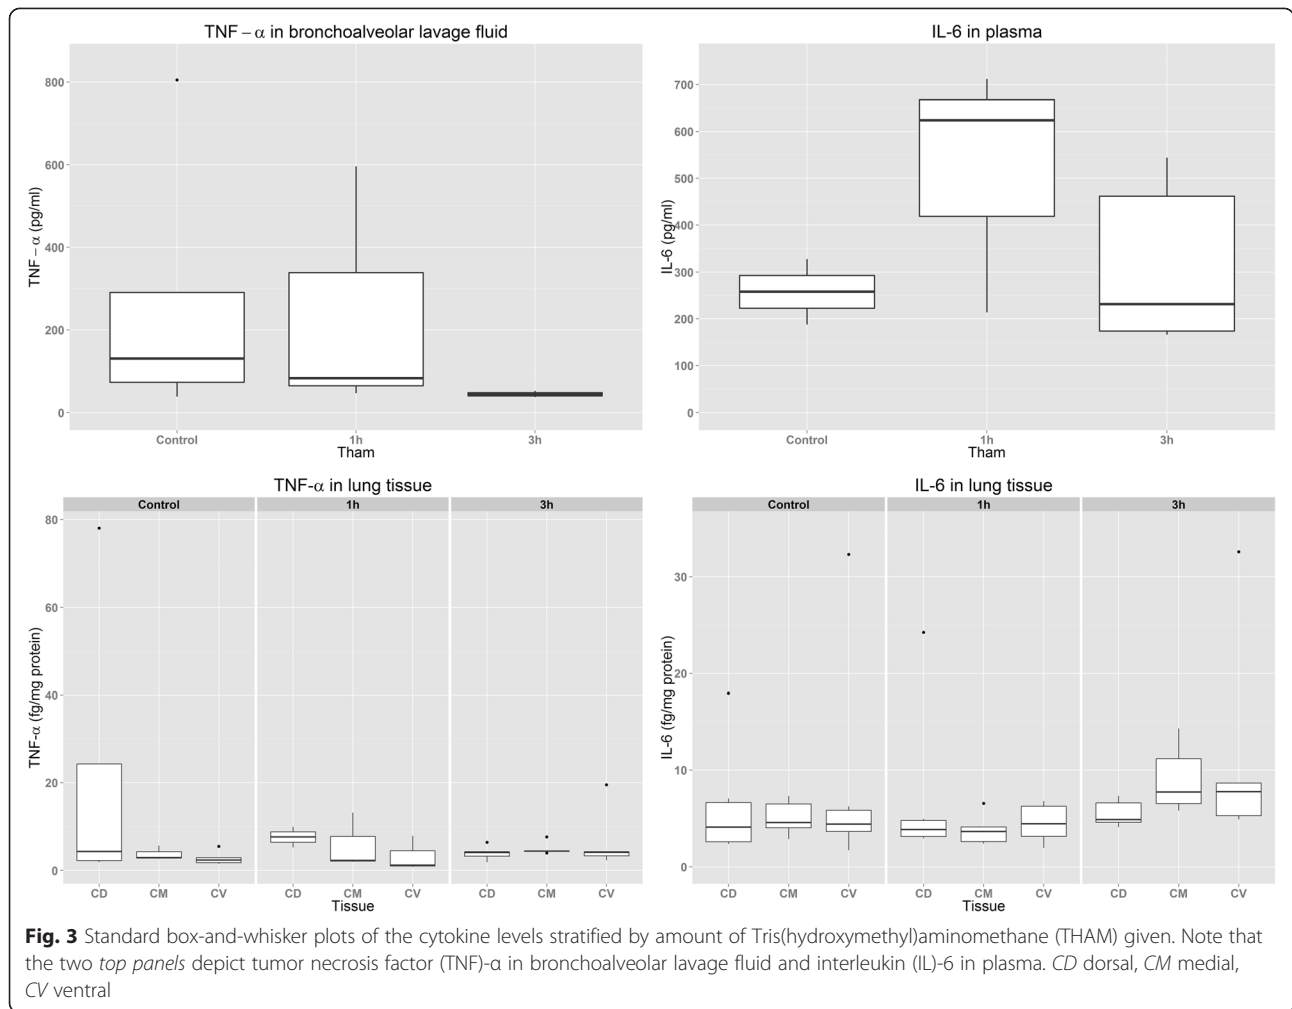 TNF – α in bronchoalveolar lavage fluid
TNF – α (pg/ml)
800
600
400
200
0
Control 1h 3h
Tham
IL-6 in plasma
IL-6 (pg/ml)
700
600
500
400
300
200
100
0
Control 1h 3h
Tham
TNF-α in lung tissue
Control 1h 3h
TNF-α (fg/mg protein)
80
60
40
20
0
CD CM CV CD CM CV CD CM CV
Tissue
IL-6 in lung tissue
Control 1h 3h
IL-6 (fg/mg protein)
30
20
10
0
CD CM CV CD CM CV CD CM CV
Tissue
Fig. 3 Standard box-and-whisker plots of the cytokine levels stratified by amount of Tris(hydroxymethyl)aminomethane (THAM) given. Note that
the two top panels depict tumor necrosis factor (TNF)-α in bronchoalveolar lavage fluid and interleukin (IL)-6 in plasma. CD dorsal, CM medial,
CV ventral